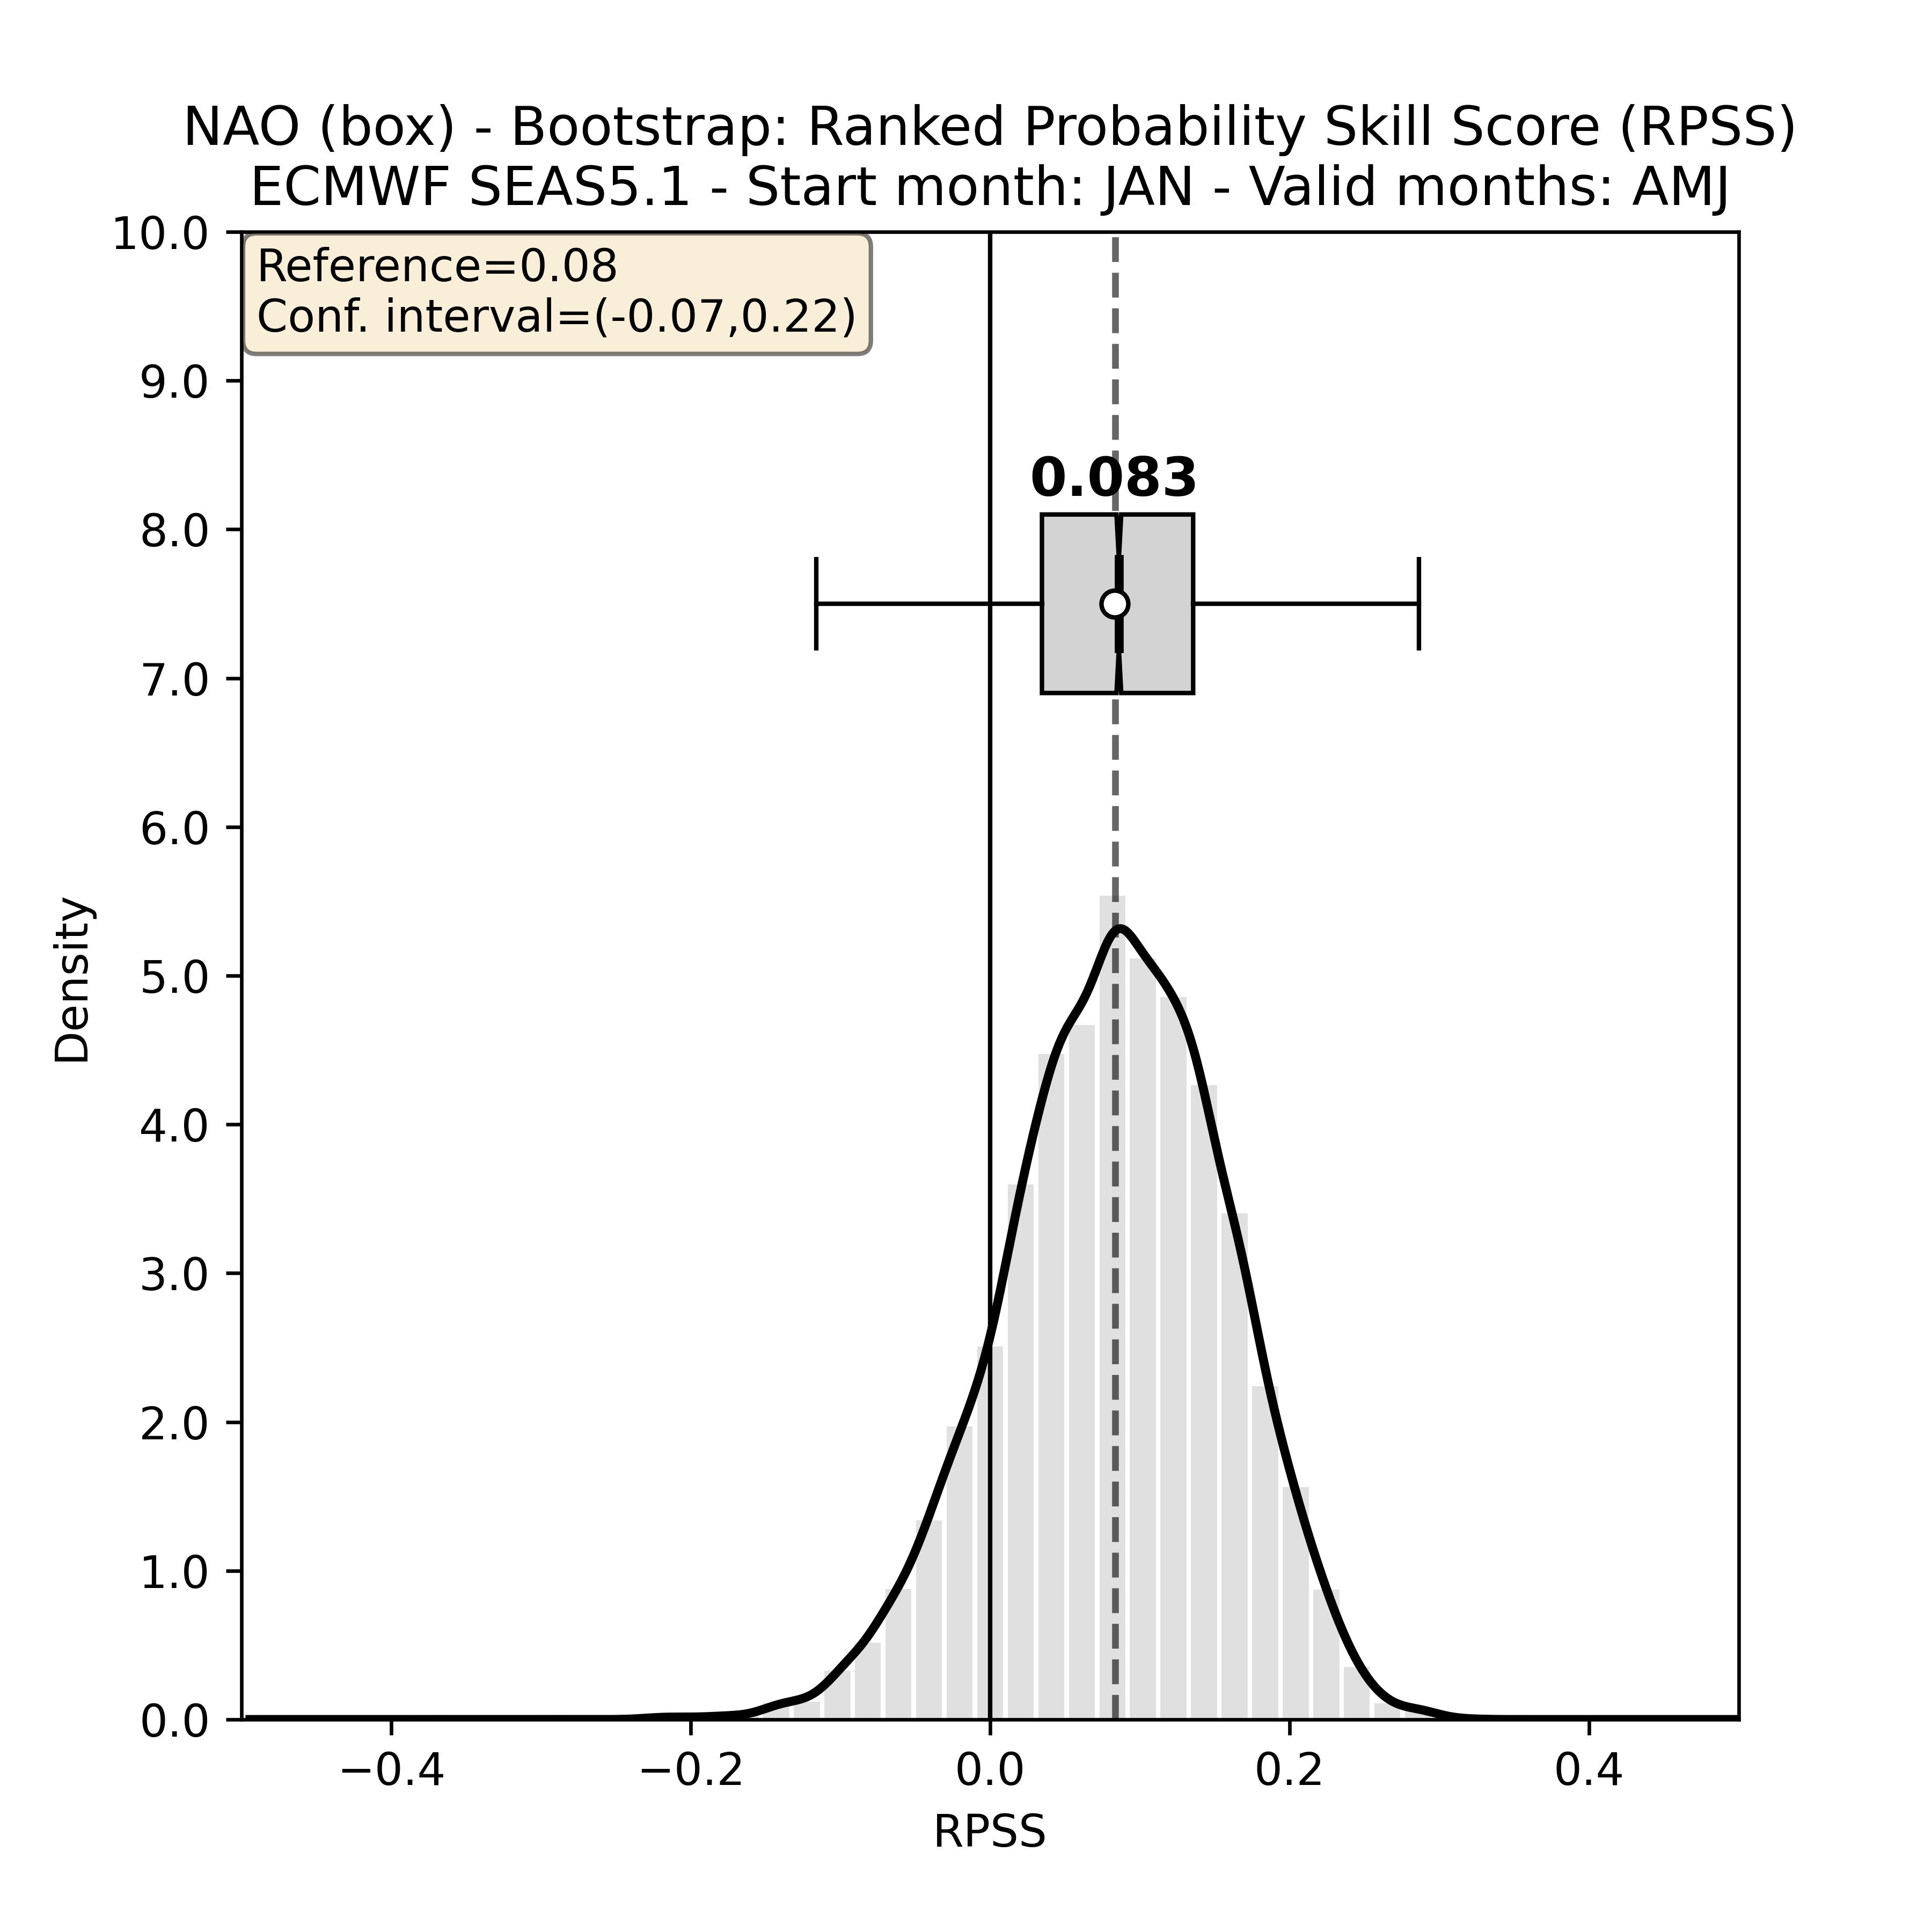 NAO (box) - Bootstrap: Ranked Probability Skill Score (RPSS)
ECMWF SEAS5.1 - Start month: JAN - Valid months: AMJ
Reference=0.08
Conf. interval=(-0.07,0.22)
0.083
10.0
9.0
8.0
7.0
6.0
5.0
4.0
3.0
2.0
1.0
0.0
Density
−0.4
−0.2
0.0
0.2
0.4
RPSS